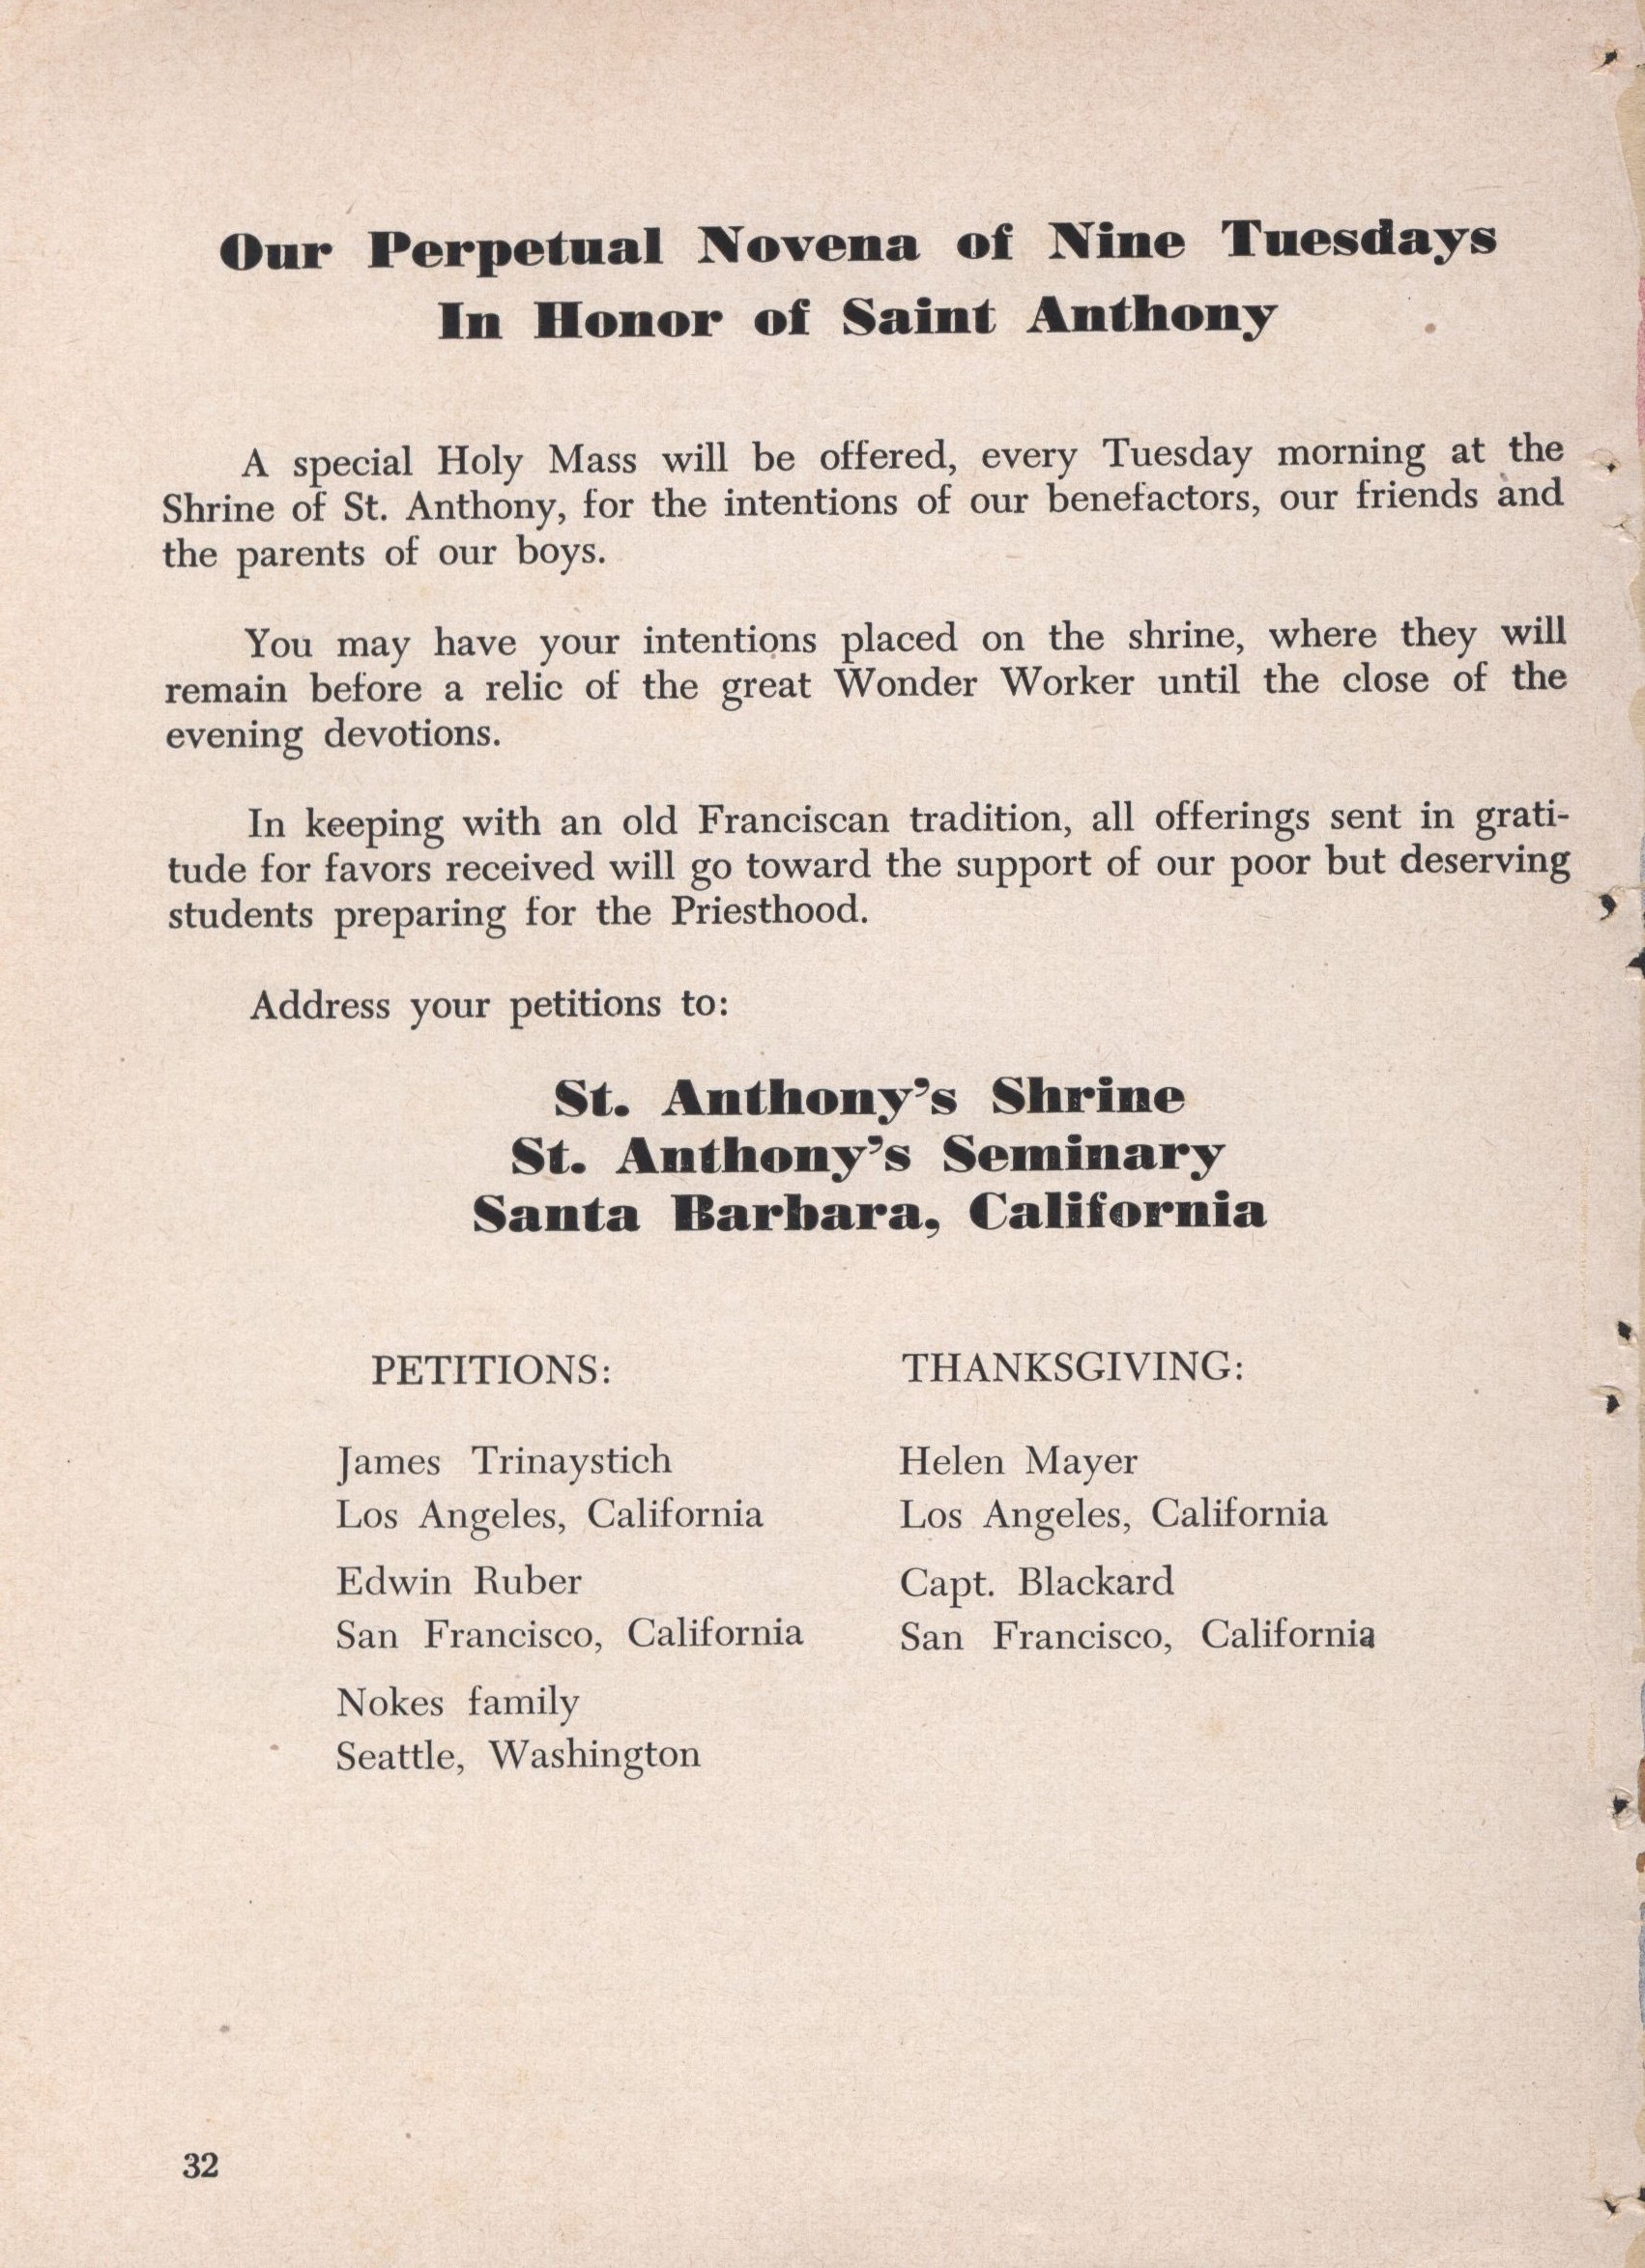 Our Perpetual Novena of Nine Tuesdays
In Honor of Saint Anthony
A special Holy Mass will be offered, every Tuesday morning at the
Shrine of St. Anthony, for the intentions of our benefactors, our friends and
the parents of our boys.
You may have your intentions placed on the shrine, where they will
remain before a relic of the great Wonder Worker until the close of the
evening devotions.
In keeping with an old Franciscan tradition, all offerings sent in grati-
tude for favors received will go toward the support of our poor but deserving
students preparing for the Priesthood.
Address your petitions to:
St. Anthony's Shrine
St. Anthony's Seminary
Santa Barbara, California
PETITIONS:
James Trinaystich
Los Angeles, California
Edwin Ruber
San Francisco, California
Nokes family
Seattle, Washington
THANKSGIVING:
Helen Mayer
Los Angeles, California
Capt. Blackard
San Francisco, California
32